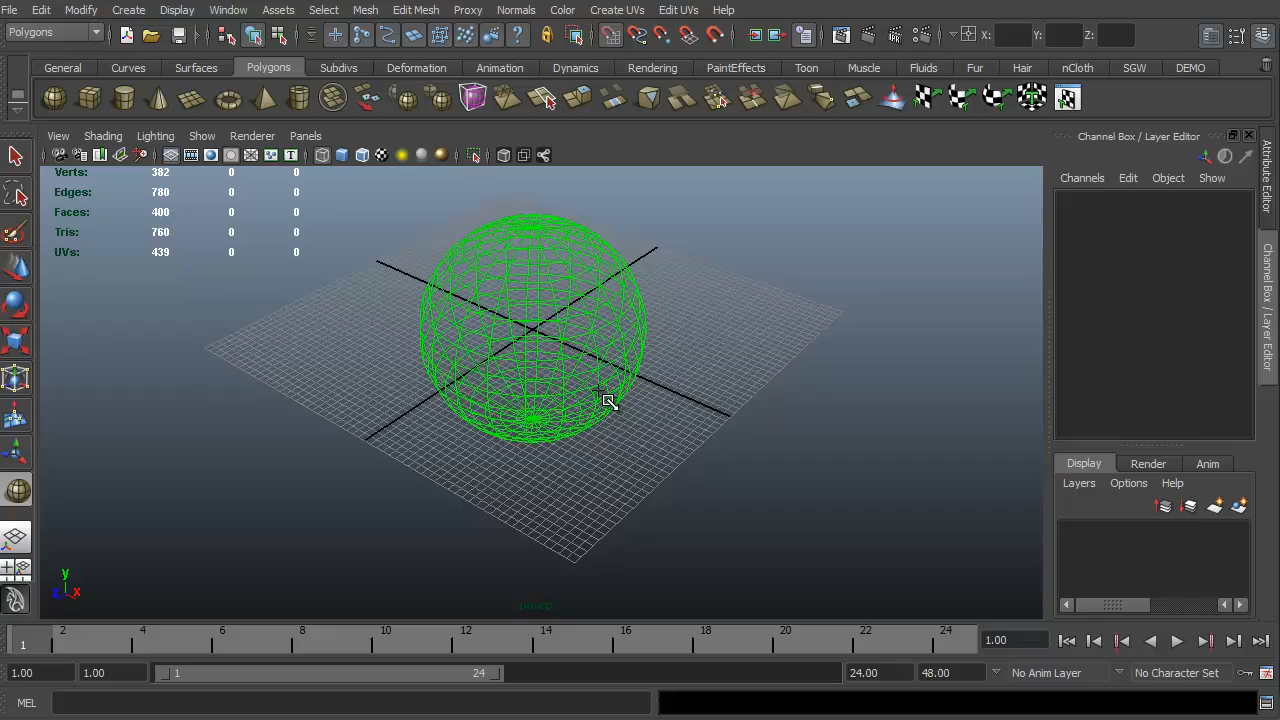 File Edit Modify Create Display Window Assets Select Mesh Edit Mesh Proxy Normals Color Create UVs Edit UVs Help
Polygons X: Y: Z:
General Curves Surfaces Polygons Subdivs Deformation Animation Dynamics Rendering PaintEffects Toon Muscle Fluids Fur Hair nCloth SGW DEMO
View Shading Lighting Show Renderer Panels
Channel Box / Layer Editor
Channels Edit Object Show
Attribute Editor
Channel Box / Layer Editor
Verts: 382 0 0
Edges: 780 0 0
Faces: 400 0 0
Tris: 760 0 0
UVs: 439 0 0
Display Render Anim
Layers Options Help
y
z x
persp
1 2 4 6 8 10 12 14 16 18 20 22 24 1.00
1.00 1.00 1 24 24.00 48.00 No Anim Layer No Character Set
MEL